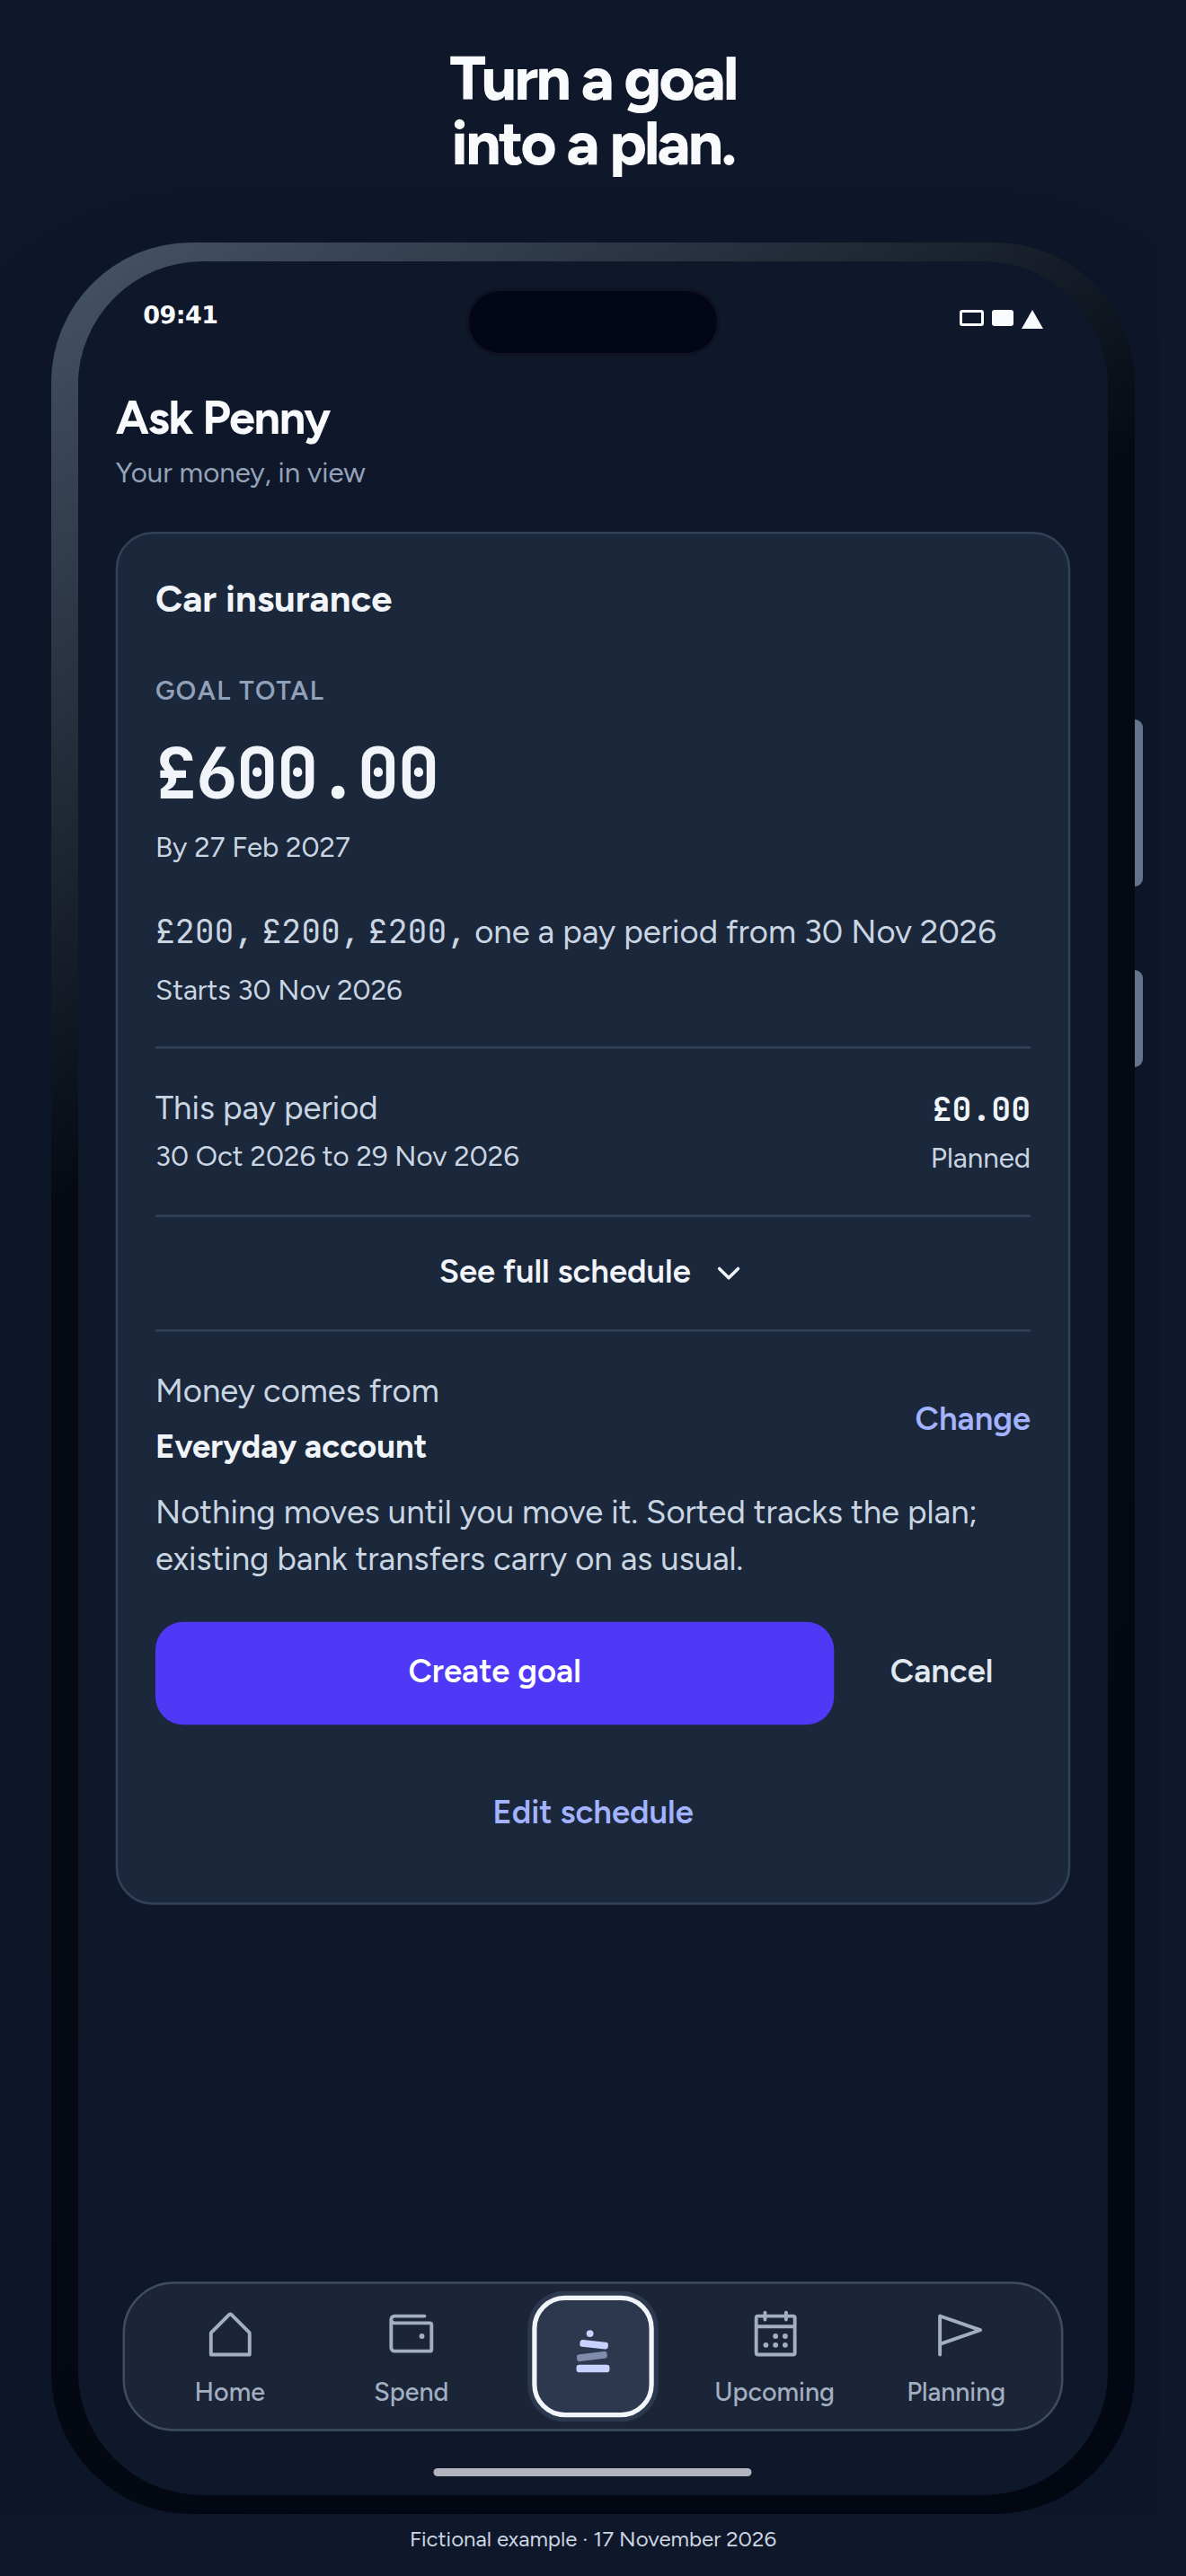 Turn a goal
into a plan.
09:41
Ask Penny
Your money, in view
Car insurance
GOAL TOTAL
£600.00
By 27 Feb 2027
£200, £200, £200, one a pay period from 30 Nov 2026
Starts 30 Nov 2026
This pay period £0.00
30 Oct 2026 to 29 Nov 2026 Planned
See full schedule
Money comes from
Change
Everyday account
Nothing moves until you move it. Sorted tracks the plan;
existing bank transfers carry on as usual.
Create goal Cancel
Edit schedule
Home Spend Upcoming Planning
Fictional example · 17 November 2026